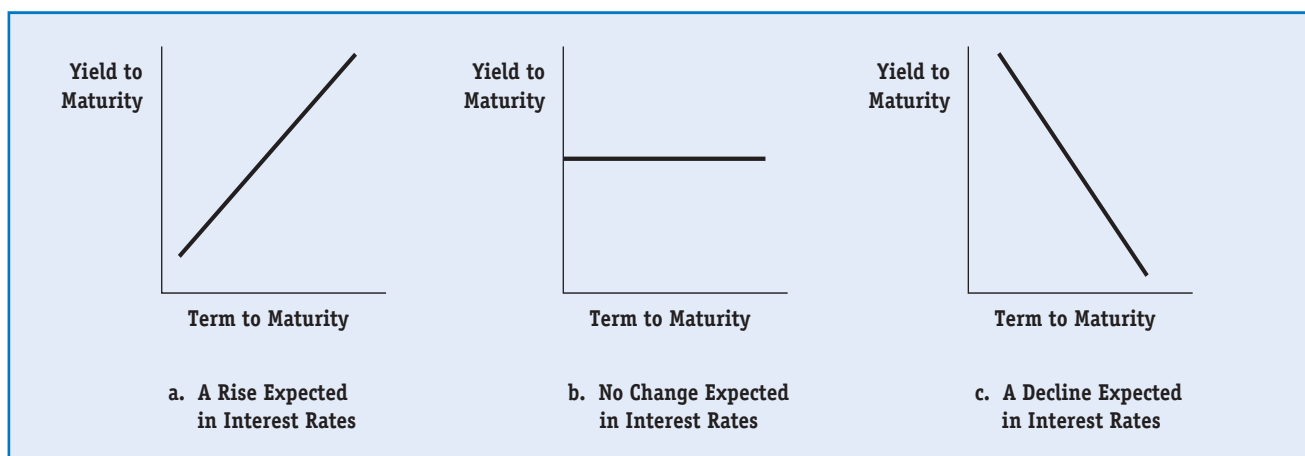 Yield to
Maturity
Term to Maturity
a. A Rise Expected
in Interest Rates
Yield to
Maturity
Term to Maturity
b. No Change Expected
in Interest Rates
Yield to
Maturity
Term to Maturity
c. A Decline Expected
in Interest Rates